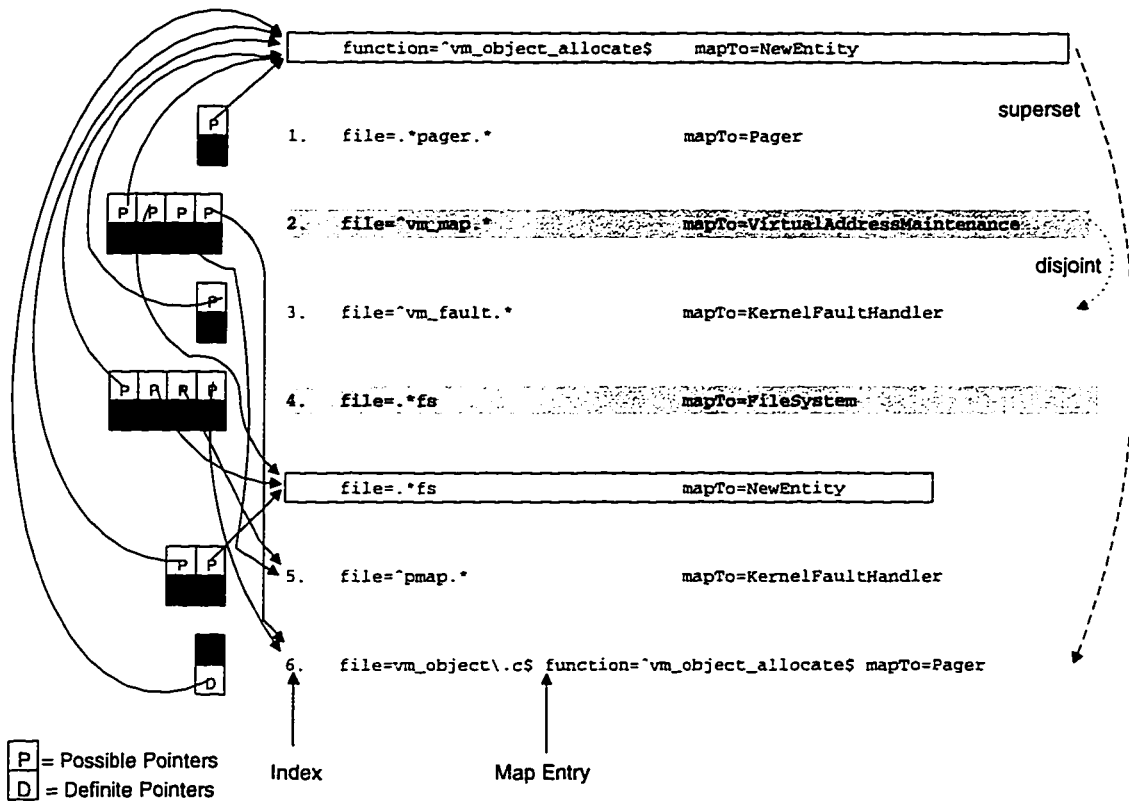 function=^vm_object_allocate$ mapTo=NewEntity
superset
P
1. file=.*pager.* mapTo=Pager
P P P P
2. file=^vm_map.* mapTo=VirtualAddressMaintenance
disjoint
P
3. file=^vm_fault.* mapTo=KernelFaultHandler
P P P P
4. file=.*fs mapTo=FileSystem
file=.*fs mapTo=NewEntity
P P
5. file=^pmap.* mapTo=KernelFaultHandler
6. file=vm_object\.c$ function=^vm_object_allocate$ mapTo=Pager
D
P = Possible Pointers
D = Definite Pointers
Index
Map Entry